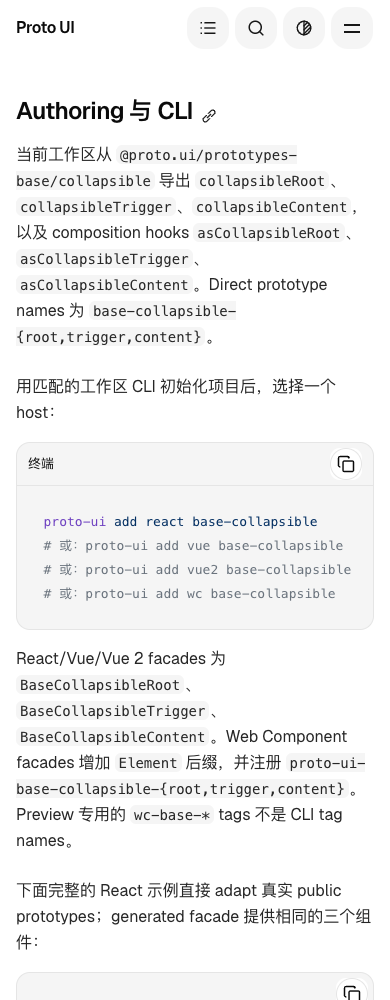 Proto UI
Authoring 与 CLI
当前工作区从 @proto.ui/prototypes-
base/collapsible 导出 collapsibleRoot、
collapsibleTrigger、collapsibleContent，
以及 composition hooks asCollapsibleRoot、
asCollapsibleTrigger、
asCollapsibleContent。Direct prototype
names 为 base-collapsible-
{root,trigger,content}。
用匹配的工作区 CLI 初始化项目后，选择一个
host：
终端
proto-ui add react base-collapsible
# 或：proto-ui add vue base-collapsible
# 或：proto-ui add vue2 base-collapsible
# 或：proto-ui add wc base-collapsible
React/Vue/Vue 2 facades 为
BaseCollapsibleRoot、
BaseCollapsibleTrigger、
BaseCollapsibleContent。Web Component
facades 增加 Element 后缀，并注册 proto-ui-
base-collapsible-{root,trigger,content}。
Preview 专用的 wc-base-* tags 不是 CLI tag
names。
下面完整的 React 示例直接 adapt 真实 public
prototypes；generated facade 提供相同的三个组
件：